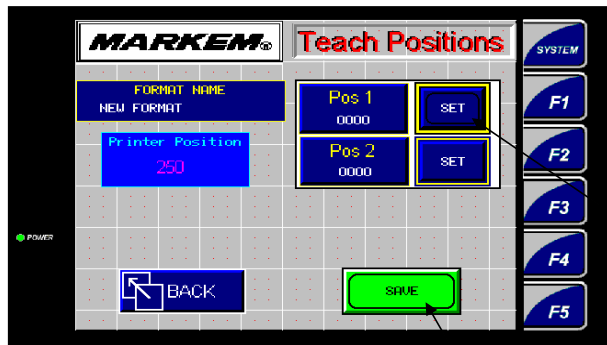 MARKEM®
Teach Positions
SYSTEM
FORMAT NAME
NEW FORMAT
Pos 1
0000
SET
F1
Printer Position
250
Pos 2
0000
SET
F2
F3
POWER
F4
BACK
SAVE
F5